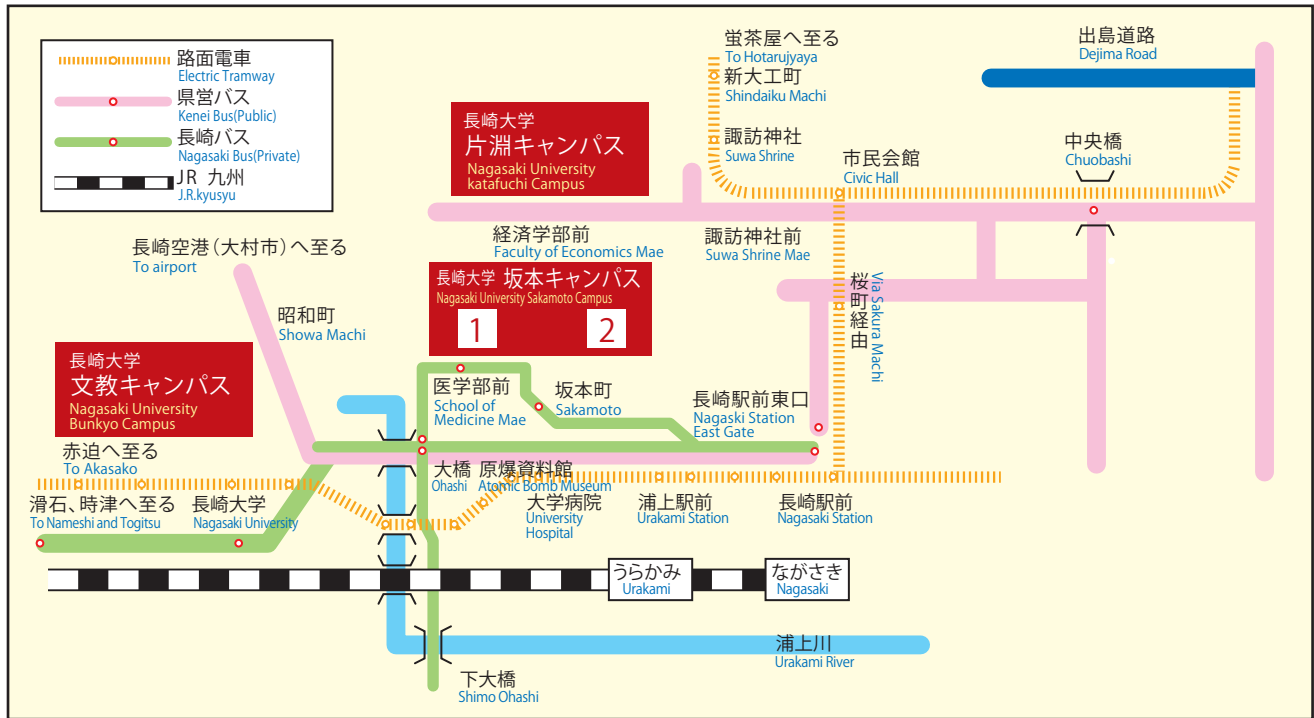 路面電車
Electric Tramway
県営バス
Kenei Bus(Public)
長崎バス
Nagasaki Bus(Private)
JR 九州
J.R.kyusyu
蛍茶屋へ至る
To Hotarujyaya
新大工町
Shindaiku Machi
諏訪神社
Suwa Shrine
出島道路
Dejima Road
市民会館
Civic Hall
中央橋
Chuobashi
長崎大学
片淵キャンパス
Nagasaki University
katafuchi Campus
経済学部前
Faculty of Economics Mae
諏訪神社前
Suwa Shrine Mae
長崎空港（大村市）へ至る
To airport
昭和町
Showa Machi
長崎大学 坂本キャンパス
Nagasaki University Sakamoto Campus
1
2
桜町経由
Via Sakura Machi
長崎大学
文教キャンパス
Nagasaki University
Bunkyo Campus
医学部前
School of
Medicine Mae
坂本町
Sakamoto
長崎駅前東口
Nagaski Station
East Gate
赤迫へ至る
To Akasako
大橋
Ohashi
原爆資料館
Atomic Bomb Museum
滑石、時津へ至る
To Nameshi and Togitsu
長崎大学
Nagasaki University
大学病院
University
Hospital
浦上駅前
Urakami Station
長崎駅前
Nagasaki Station
うらかみ
Urakami
ながさき
Nagasaki
浦上川
Urakami River
下大橋
Shimo Ohashi